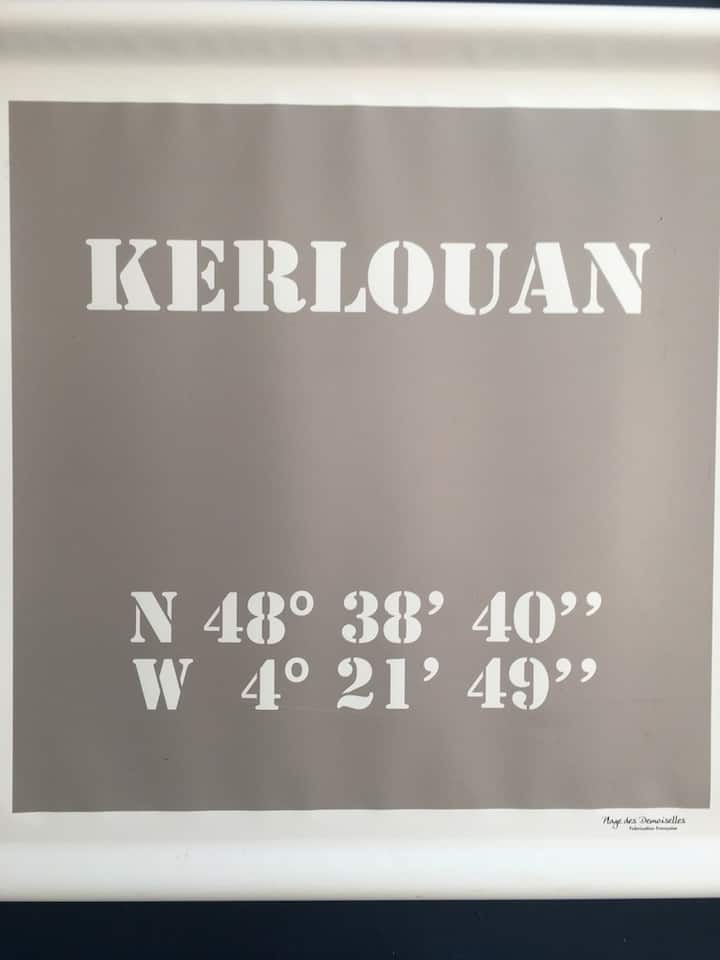 KERLOUAN
N 48° 38’ 40’’
W 4° 21’ 49’’
Plage des Demoiselles
Fabrication Française